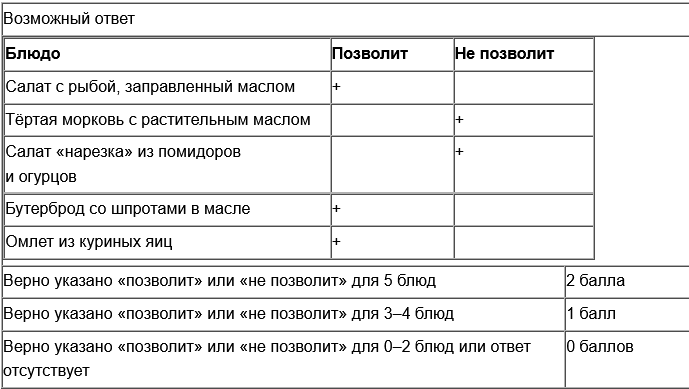 Возможный ответ
Блюдо Позволит Не позволит
Салат с рыбой, заправленный маслом +
Тёртая морковь с растительным маслом +
Салат «нарезка» из помидоров +
и огурцов
Бутерброд со шпротами в масле +
Омлет из куриных яиц +
Верно указано «позволит» или «не позволит» для 5 блюд 2 балла
Верно указано «позволит» или «не позволит» для 3–4 блюд 1 балл
Верно указано «позволит» или «не позволит» для 0–2 блюд или ответ 0 баллов
отсутствует